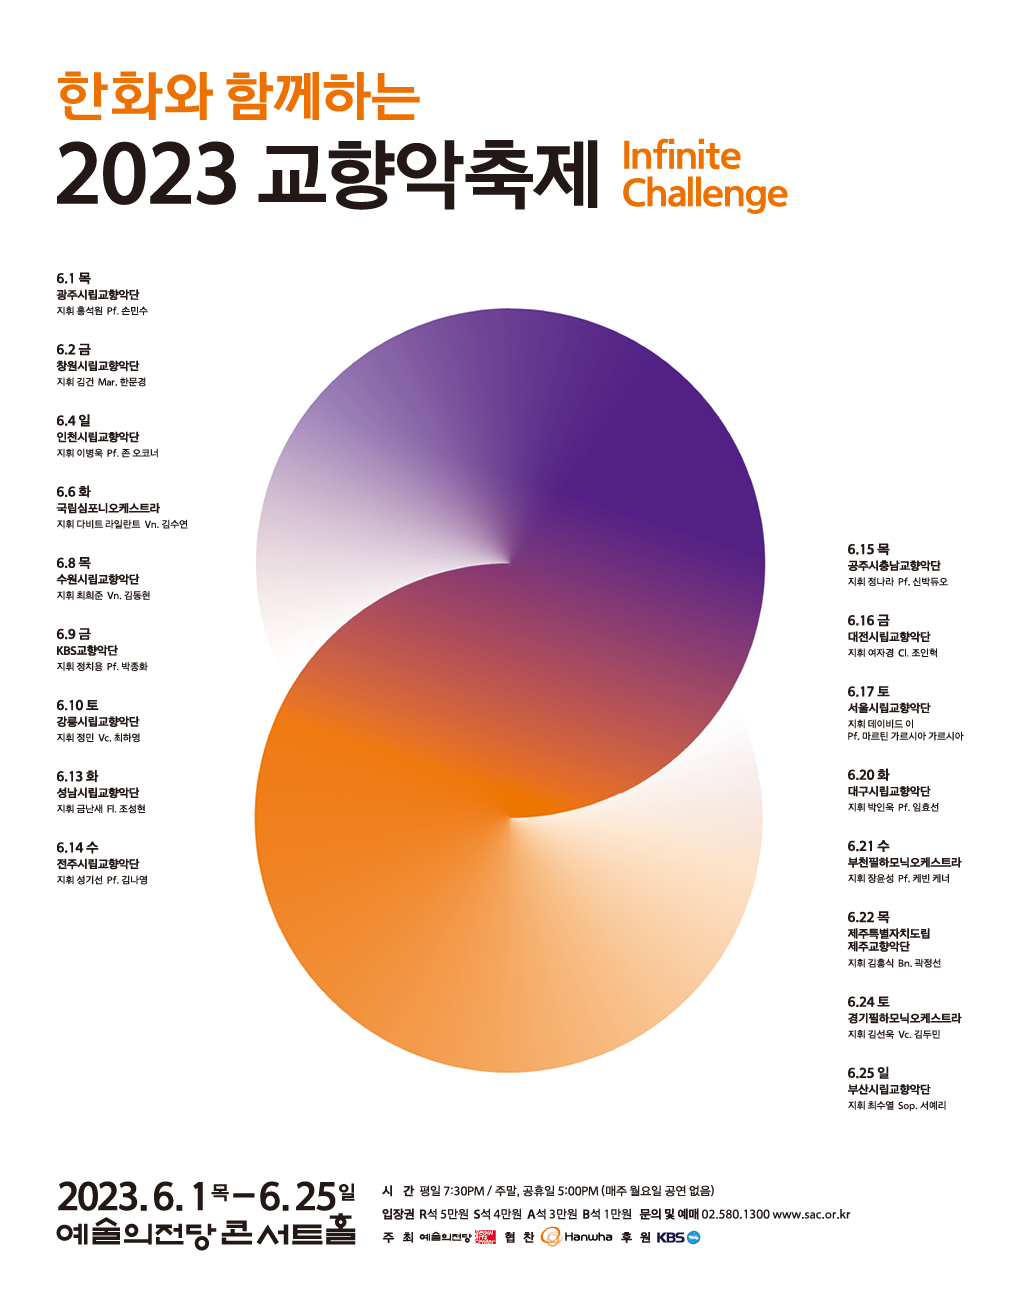 한화와 함께하는
2023 교향악축제
Infinite
Challenge
6.1 목
광주시립교향악단
지휘 홍석원 Pf. 손민수
6.2 금
창원시립교향악단
지휘 김건 Mar. 한문경
6.4 일
인천시립교향악단
지휘 이병욱 Pf. 존 오코너
6.6 화
국립심포니오케스트라
지휘 다비트 라일란트 Vn. 김수연
6.8 목
수원시립교향악단
지휘 최희준 Vn. 김동현
6.9 금
KBS교향악단
지휘 정치용 Pf. 박종화
6.10 토
강릉시립교향악단
지휘 정민 Vc. 최하영
6.13 화
성남시립교향악단
지휘 금난새 Fl. 조성현
6.14 수
전주시립교향악단
지휘 성기선 Pf. 김나영
6.15 목
공주시충남교향악단
지휘 정나라 Pf. 신박듀오
6.16 금
대전시립교향악단
지휘 여자경 Cl. 조인혁
6.17 토
서울시립교향악단
지휘 데이비드 이
Pf. 마르틴 가르시아 가르시아
6.20 화
대구시립교향악단
지휘 박인욱 Pf. 임효선
6.21 수
부천필하모닉오케스트라
지휘 장윤성 Pf. 케빈 케너
6.22 목
제주특별자치도립
제주교향악단
지휘 김홍식 Bn. 곽정선
6.24 토
경기필하모닉오케스트라
지휘 김선욱 Vc. 김두민
6.25 일
부산시립교향악단
지휘 최수열 Sop. 서예리
2023. 6. 1 목 – 6. 25 일
예술의전당 콘서트홀
시 간 평일 7:30PM / 주말, 공휴일 5:00PM (매주 월요일 공연 없음)
입장권 R석 5만원 S석 4만원 A석 3만원 B석 1만원 문의 및 예매 02.580.1300 www.sac.or.kr
주 최 예술의전당 협 찬 Hanwha 후 원 KBS